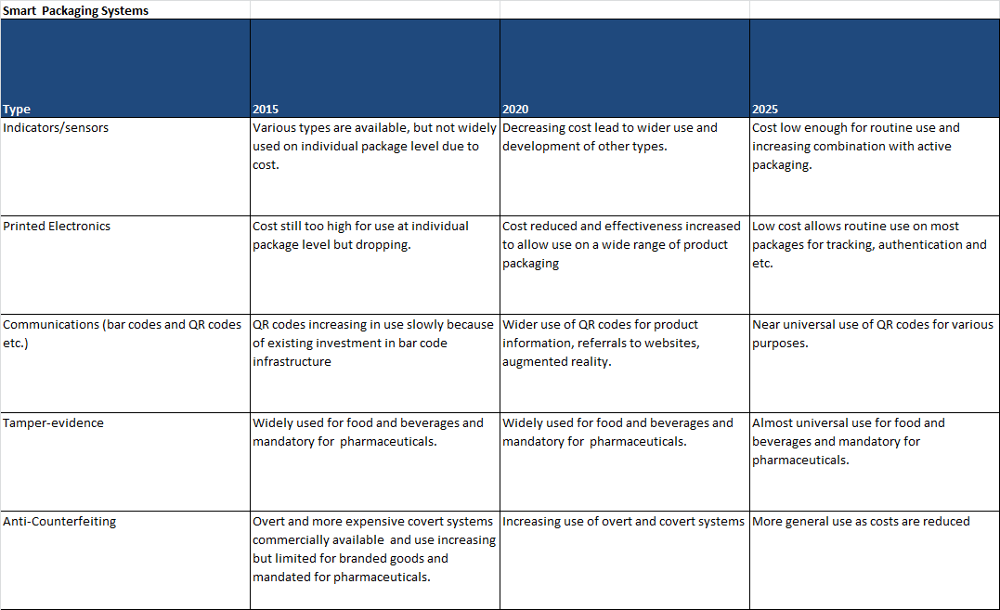 Smart  Packaging Systems
Type
2015
2020
2025
Indicators/sensors
Various types are available, but not widely
used on individual package level due to
cost.
Decreasing cost lead to wider use and
development of other types.
Cost low enough for routine use and
increasing combination with active
packaging.
Printed Electronics
Cost still too high for use at individual
package level but dropping.
Cost reduced and effectiveness increased
to allow use on a wide range of product
packaging
Low cost allows routine use on most
packages for tracking, authentication and
etc.
Communications (bar codes and QR codes
etc.)
QR codes increasing in use slowly because
of existing investment in bar code
infrastructure
Wider use of QR codes for product
information, referrals to websites,
augmented reality.
Near universal use of QR codes for various
purposes.
Tamper-evidence
Widely used for food and beverages and
mandatory for  pharmaceuticals.
Widely used for food and beverages and
mandatory for  pharmaceuticals.
Almost universal use for food and
beverages and mandatory for
pharmaceuticals.
Anti-Counterfeiting
Overt and more expensive covert systems
commercially available  and use increasing
but limited for branded goods and
mandated for pharmaceuticals.
Increasing use of overt and covert systems
More general use as costs are reduced